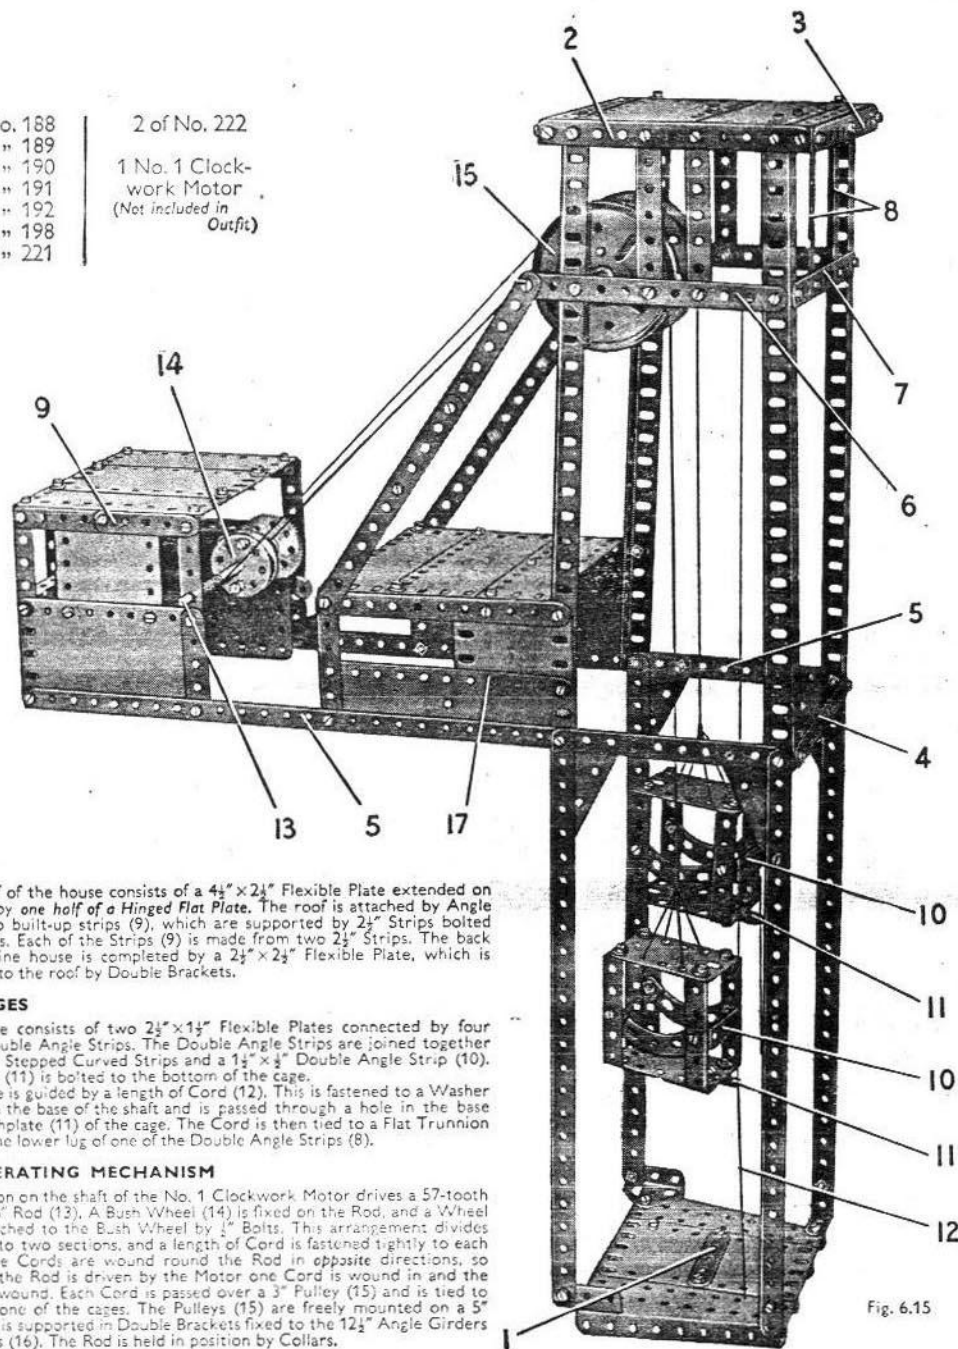 2
3
o. 188
„ 189
„ 190
„ 191
„ 192
„ 198
„ 221
2 of No. 222
1 No. 1 Clock-
work Motor
(Not included in
Outfit)
15
8
14
7
9
6
5
4
13
5
17
10
11
10
11
12
1
f of the house consists of a 4½″ × 2½″ Flexible Plate extended on
by one half of a Hinged Flat Plate. The roof is attached by Angle
o built-up strips (9), which are supported by 2½″ Strips bolted
s. Each of the Strips (9) is made from two 2½″ Strips. The back
ine house is completed by a 2½″ × 2½″ Flexible Plate, which is
to the roof by Double Brackets.
GES
e consists of two 2½″ × 1½″ Flexible Plates connected by four
uble Angle Strips. The Double Angle Strips are joined together
Stepped Curved Strips and a 1½″ × ½″ Double Angle Strip (10).
(11) is bolted to the bottom of the cage.
e is guided by a length of Cord (12). This is fastened to a Washer
the base of the shaft and is passed through a hole in the base
nplate (11) of the cage. The Cord is then tied to a Flat Trunnion
he lower lug of one of the Double Angle Strips (8).
ERATING MECHANISM
on on the shaft of the No. 1 Clockwork Motor drives a 57-tooth
″ Rod (13). A Bush Wheel (14) is fixed on the Rod, and a Wheel
ched to the Bush Wheel by Bolts. This arrangement divides
to two sections, and a length of Cord is fastened tightly to each
e Cords are wound round the Rod in opposite directions, so
the Rod is driven by the Motor one Cord is wound in and the
wound. Each Cord is passed over a 3″ Pulley (15) and is tied to
one of the cages. The Pulleys (15) are freely mounted on a 5″
is supported in Double Brackets fixed to the 12½″ Angle Girders
s (16). The Rod is held in position by Collars.
Fig. 6.15